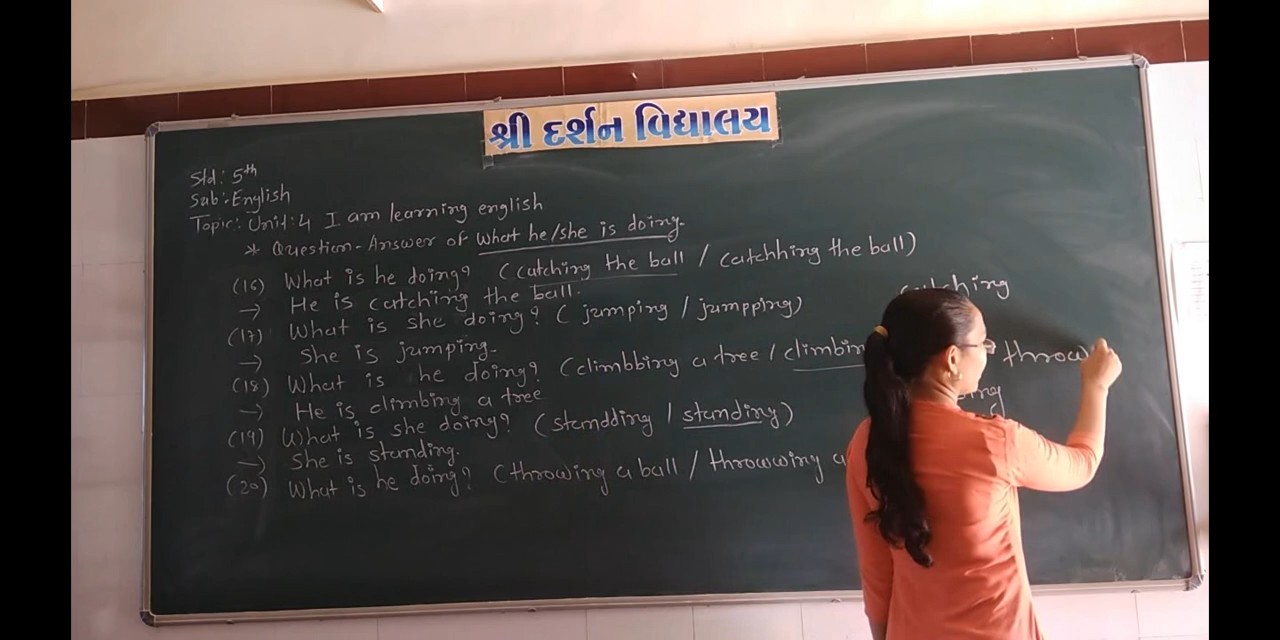 શ્રી દર્શન વિદ્યાલય
Std: 5th
Sub: English
Topic: Unit: 4 I am learning english
* Question-Answer of what he/she is doing.
(16) What is he doing? (catching the ball / catchhing the ball)
→ He is catching the ball.
(17) What is she doing? (jumping / jumpping)
→ She is jumping.
(18) What is he doing? (climbbing a tree / climbin
→ He is climbing a tree
(19) What is she doing? (standding / standing)
→ She is standing.
(20) What is he doing? (throwing a ball / throwwing a
catching
throw